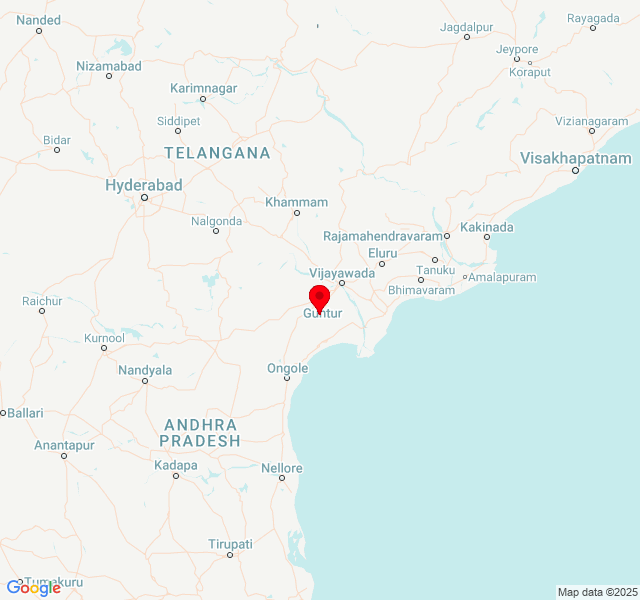 Nanded
Rayagada
Jagdalpur
Jeypore
Nizamabad
Koraput
Karimnagar
Siddipet
Vizianagaram
Bidar
TELANGANA
Visakhapatnam
Hyderabad
Khammam
Nalgonda
Kakinada
Rajamahendravaram
Eluru
Tanuku
Vijayawada
Amalapuram
Bhimavaram
Raichur
Guntur
Kurnool
Nandyala
Ongole
Ballari
ANDHRA
PRADESH
Anantapur
Kadapa
Nellore
Tirupati
Tumakuru
Google
Map data ©2025